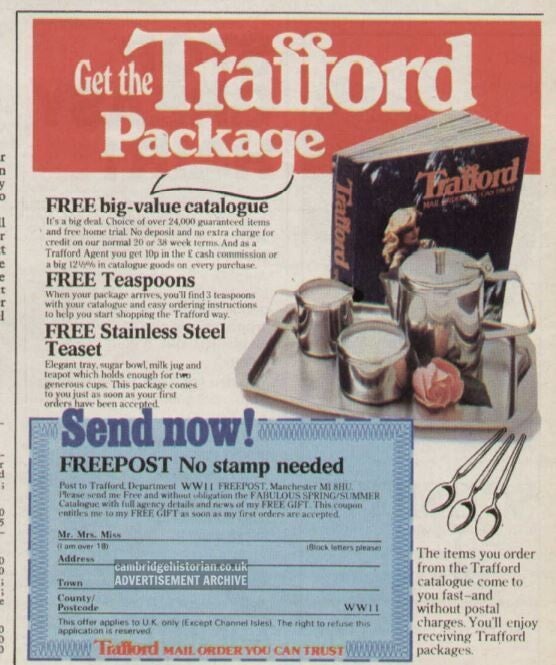 Get the Trafford
Package
Trafford
MAIL ORDER YOU CAN TRUST
Trafford
FREE big-value catalogue
It's a big deal. Choice of over 24,000 guaranteed items
and free home trial. No deposit and no extra charge for
credit on our normal 20 or 38 week terms. And as a
Trafford Agent you get 10p in the £ cash commission or
a big 12½% in catalogue goods on every purchase.
FREE Teaspoons
When your package arrives, you'll find 3 teaspoons
with your catalogue and easy ordering instructions
to help you start shopping the Trafford way.
FREE Stainless Steel
Teaset
Elegant tray, sugar bowl, milk jug and
teapot which holds enough for two
generous cups. This package comes
to you just as soon as your first
orders have been accepted.
Send now!
FREEPOST No stamp needed
Post to Trafford, Department WW11 FREEPOST, Manchester M1 8HU.
Please send me Free and without obligation the FABULOUS SPRING/SUMMER
Catalogue with full agency details and news of my FREE GIFT. This coupon
entitles me to my FREE GIFT as soon as my first orders are accepted.
Mr. Mrs. Miss
(I am over 18) (Block letters please)
Address
cambridgehistorian.co.uk
ADVERTISEMENT ARCHIVE
Town
County/
Postcode WW11
This offer applies to U.K. only (Except Channel Isles). The right to refuse this
application is reserved.
Trafford MAIL ORDER YOU CAN TRUST
The items you order
from the Trafford
catalogue come to
you fast–and
without postal
charges. You'll enjoy
receiving Trafford
packages.